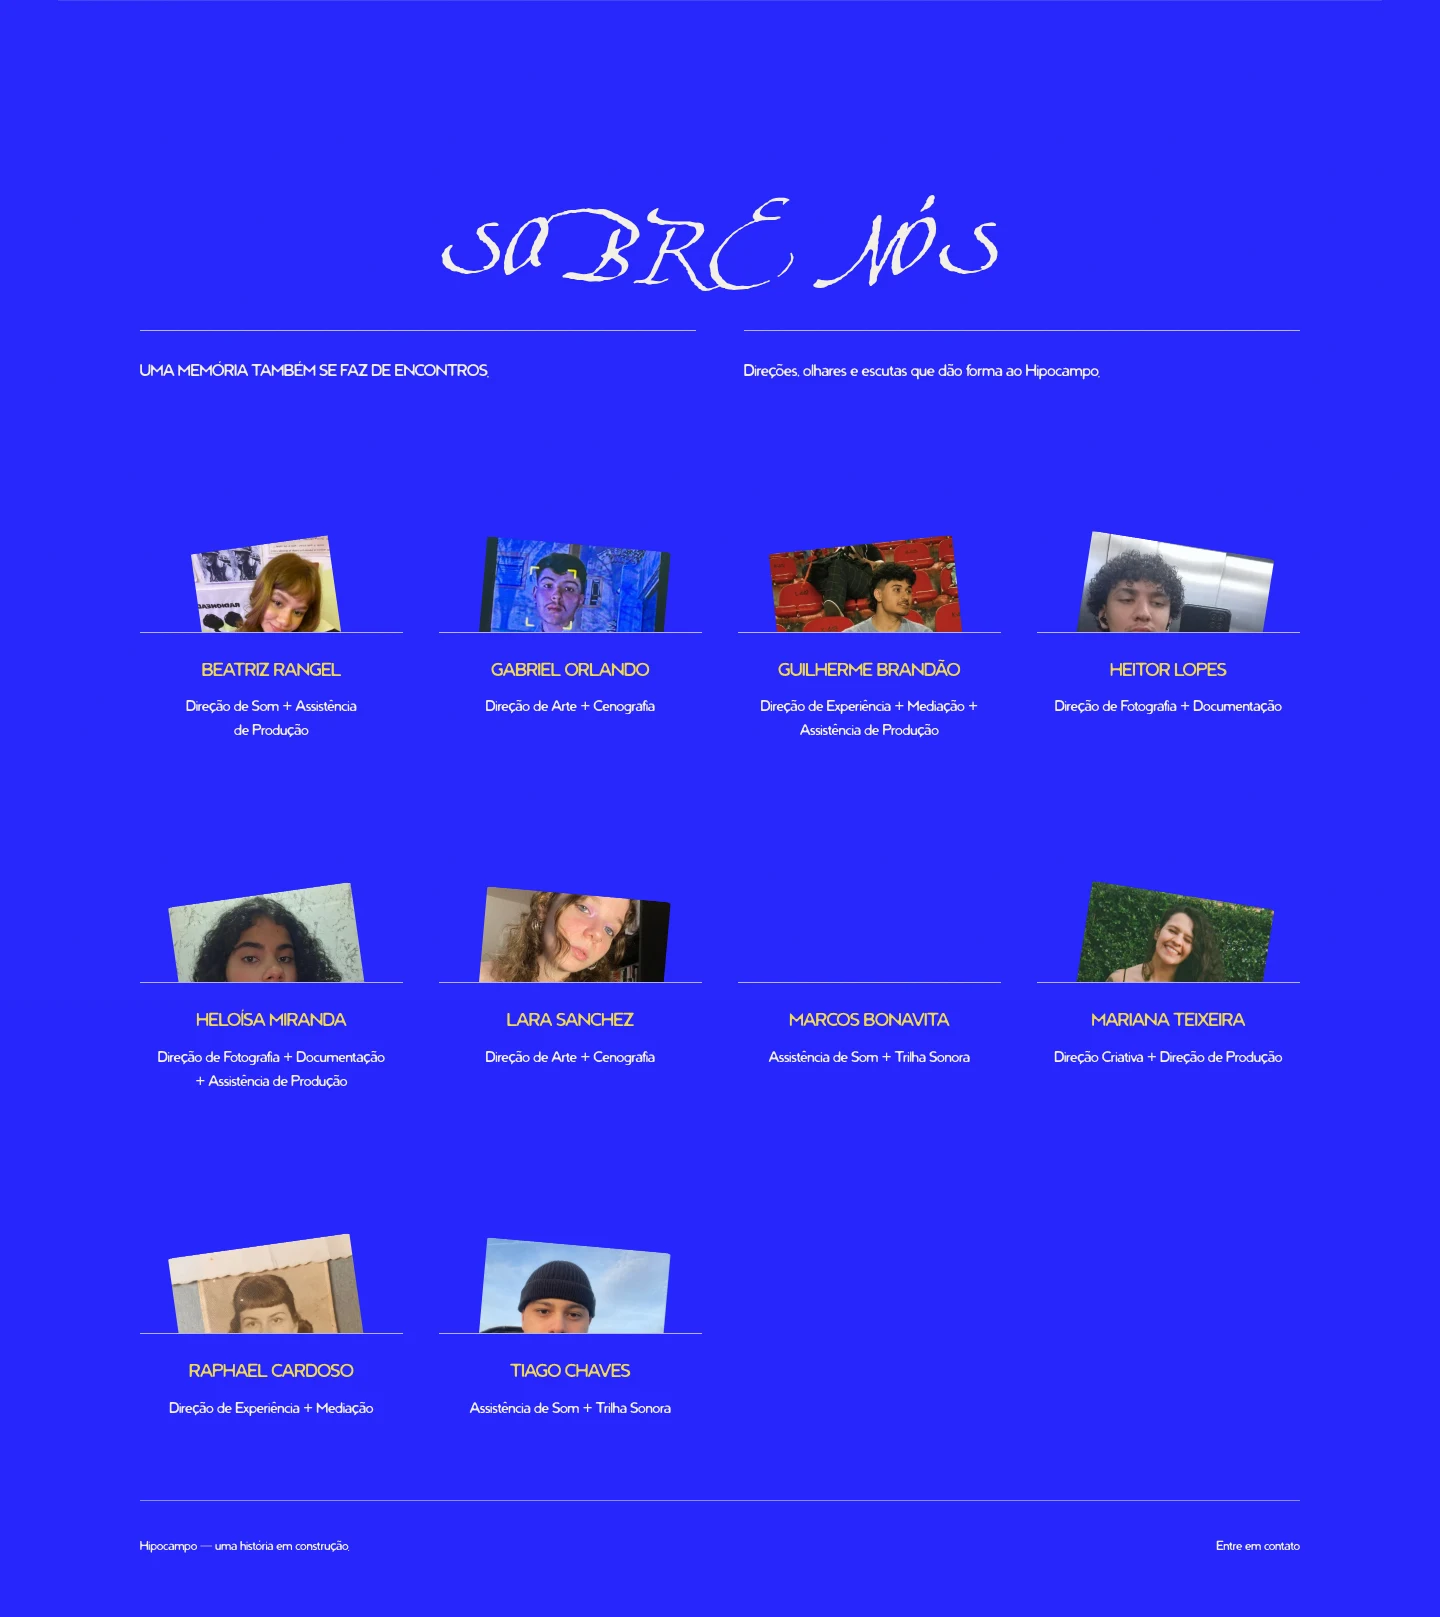 SaBRE NÓS
UMA MEMÓRIA TAMBÉM SE FAZ DE ENCONTROS.
Direções, olhares e escutas que dão forma ao Hipocampo.
BEATRIZ RANGEL
Direção de Som + Assistência
de Produção
GABRIEL ORLANDO
Direção de Arte + Cenografia
GUILHERME BRANDÃO
Direção de Experiência + Mediação +
Assistência de Produção
HEITOR LOPES
Direção de Fotografia + Documentação
HELOÍSA MIRANDA
Direção de Fotografia + Documentação
+ Assistência de Produção
LARA SANCHEZ
Direção de Arte + Cenografia
MARCOS BONAVITA
Assistência de Som + Trilha Sonora
MARIANA TEIXEIRA
Direção Criativa + Direção de Produção
RAPHAEL CARDOSO
Direção de Experiência + Mediação
TIAGO CHAVES
Assistência de Som + Trilha Sonora
Hipocampo — uma história em construção.
Entre em contato